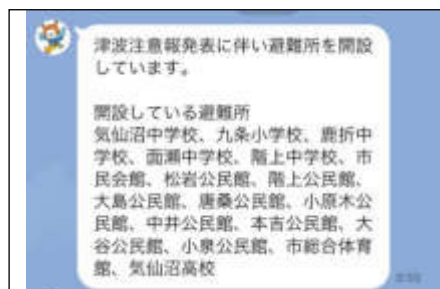 津波注意報発表に伴い避難所を開設
しています。
開設している避難所
気仙沼中学校、九条小学校、鹿折中
学校、面瀬中学校、階上中学校、市
民会館、松岩公民館、階上公民館、
大島公民館、唐桑公民館、小原木公
民館、中井公民館、本吉公民館、大
谷公民館、小泉公民館、市総合体育
館、気仙沼高校